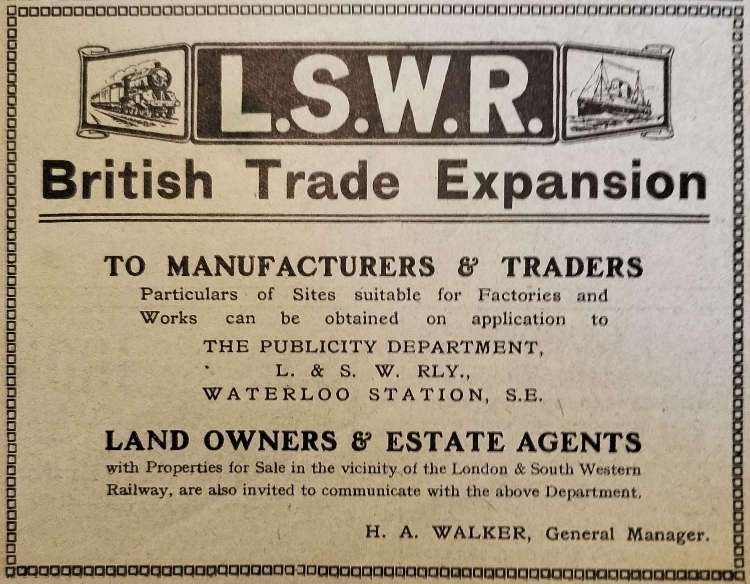 L.S.W.R.
British Trade Expansion
TO MANUFACTURERS & TRADERS
Particulars of Sites suitable for Factories and
Works can be obtained on application to
THE PUBLICITY DEPARTMENT,
L. & S. W. RLY.,
WATERLOO STATION, S.E.
LAND OWNERS & ESTATE AGENTS
with Properties for Sale in the vicinity of the London & South Western
Railway, are also invited to communicate with the above Department.
H. A. WALKER, General Manager.